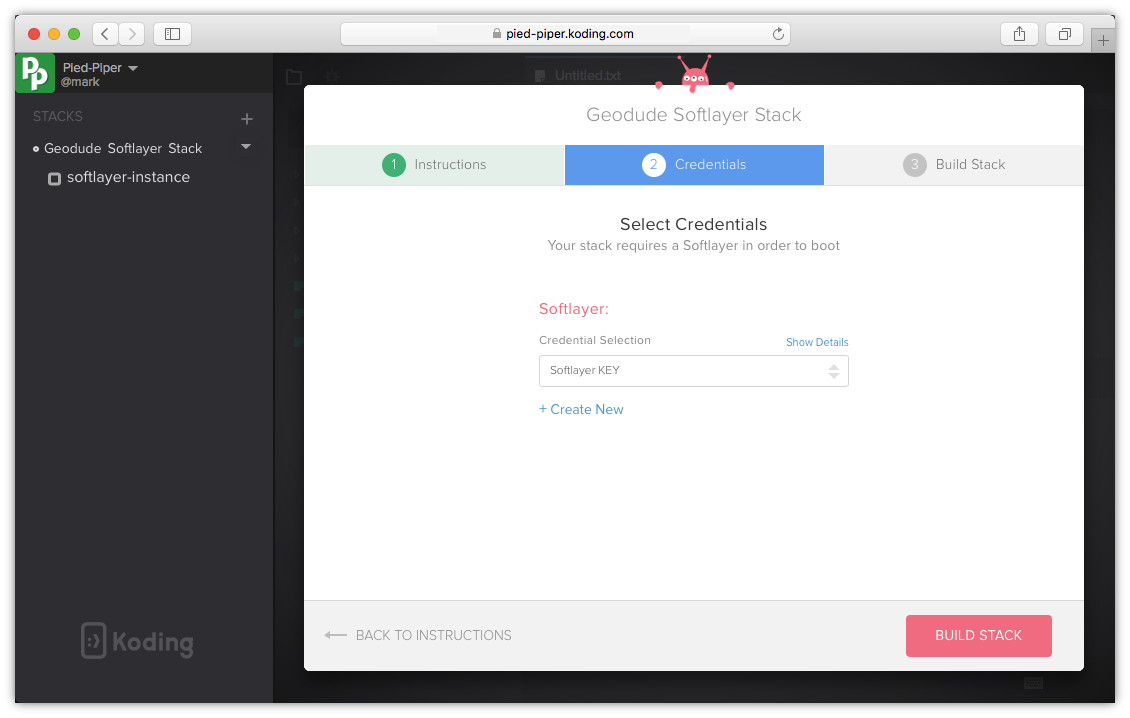 pied-piper.koding.com
Pp
Pied-Piper
@mark
STACKS
Geodude Softlayer Stack
softlayer-instance
Untitled.txt
Geodude Softlayer Stack
1 Instructions
2 Credentials
3 Build Stack
Select Credentials
Your stack requires a Softlayer in order to boot
Softlayer:
Credential Selection
Show Details
Softlayer KEY
+ Create New
BACK TO INSTRUCTIONS
BUILD STACK
Koding